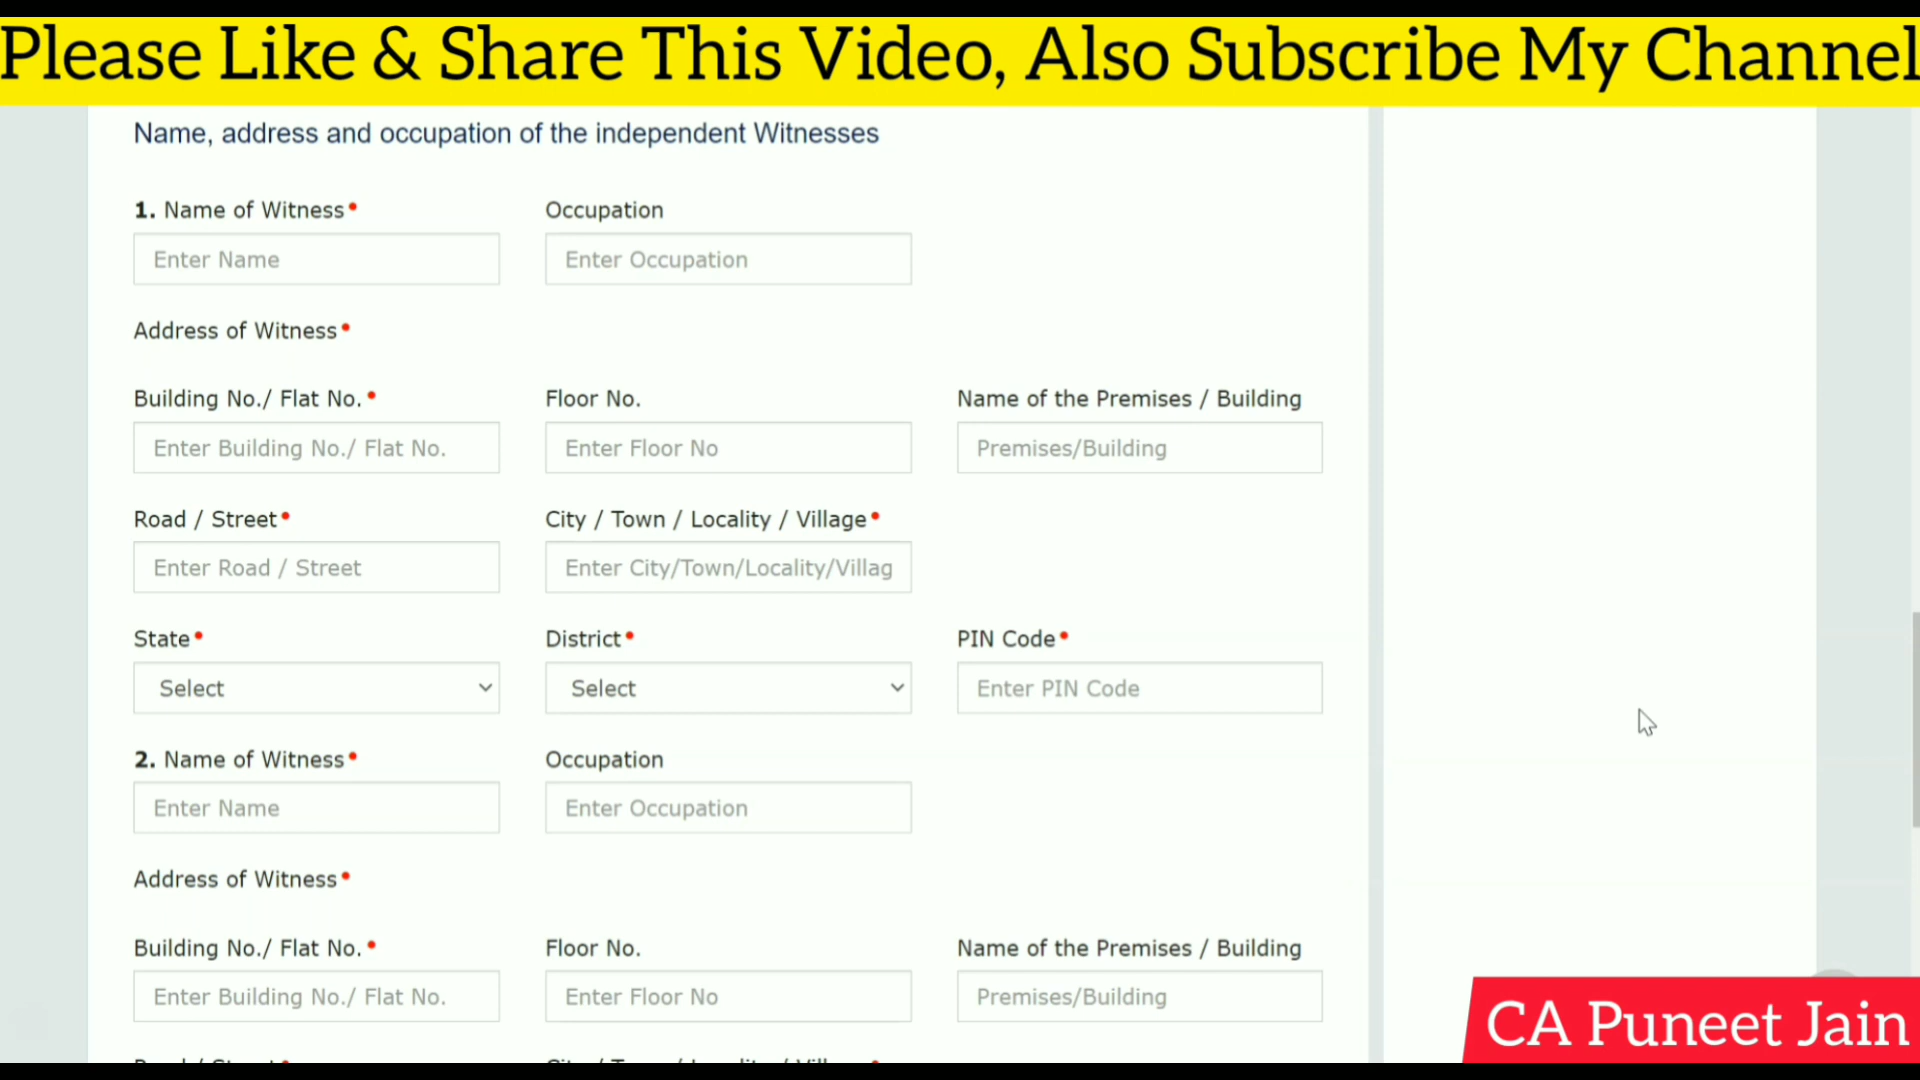 Please Like & Share This Video, Also Subscribe My Channel
Name, address and occupation of the independent Witnesses
1. Name of Witness• Occupation
Enter Name Enter Occupation
Address of Witness•
Building No./ Flat No.• Floor No. Name of the Premises / Building
Enter Building No./ Flat No. Enter Floor No Premises/Building
Road / Street• City / Town / Locality / Village•
Enter Road / Street Enter City/Town/Locality/Villag
State• District• PIN Code•
Select Select Enter PIN Code
2. Name of Witness• Occupation
Enter Name Enter Occupation
Address of Witness•
Building No./ Flat No.• Floor No. Name of the Premises / Building
Enter Building No./ Flat No. Enter Floor No Premises/Building
CA Puneet Jain